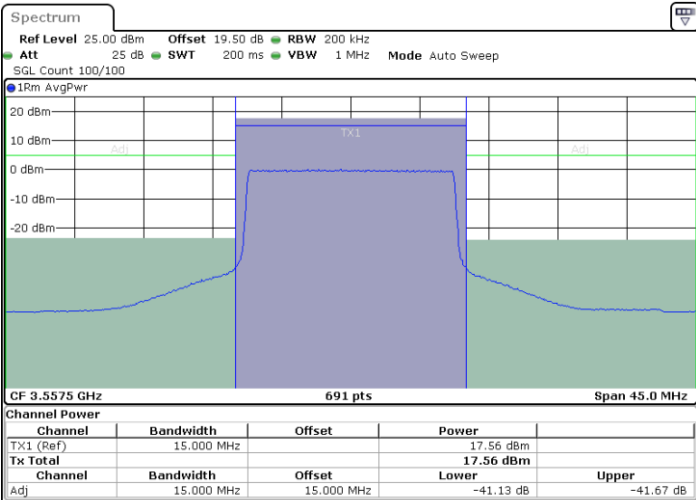 Spectrum
Ref Level 25.00 dBm Offset 19.50 dB RBW 200 kHz
Att 25 dB SWT 200 ms VBW 1 MHz Mode Auto Sweep
SGL Count 100/100
1Rm AvgPwr
20 dBm
TX1
10 dBm
Adj Adj
0 dBm
-10 dBm
-20 dBm
CF 3.5575 GHz 691 pts Span 45.0 MHz
Channel Power
Channel Bandwidth Offset Power
TX1 (Ref) 15.000 MHz 17.56 dBm
Tx Total 17.56 dBm
Channel Bandwidth Offset Lower Upper
Adj 15.000 MHz 15.000 MHz -41.13 dB -41.67 dB